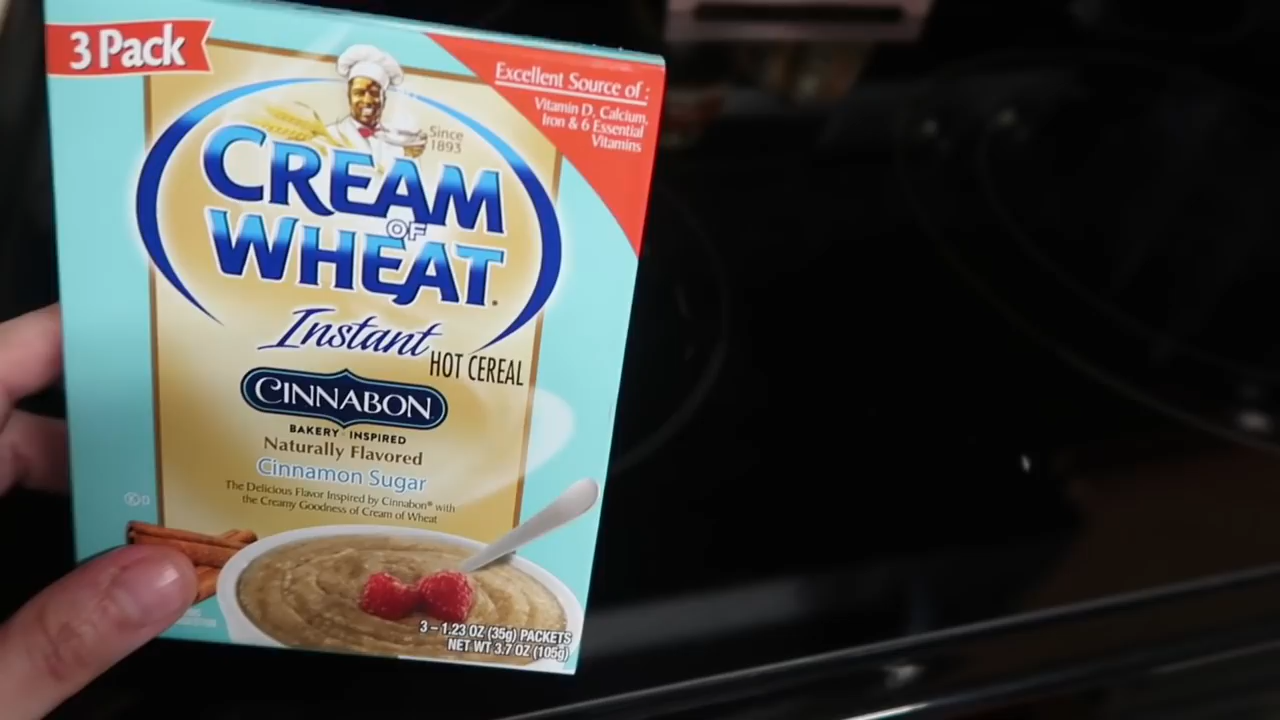 3 Pack
Excellent Source of :
Vitamin D, Calcium,
Iron & 6 Essential
Vitamins
Since
1893
CREAM
OF
WHEAT
Instant
HOT CEREAL
CINNABON
BAKERY INSPIRED
Naturally Flavored
Cinnamon Sugar
The Delicious Flavor Inspired by Cinnabon® with
the Creamy Goodness of Cream of Wheat
K D
3 – 1.23 OZ (35g) PACKETS
NET WT 3.7 OZ (105g)